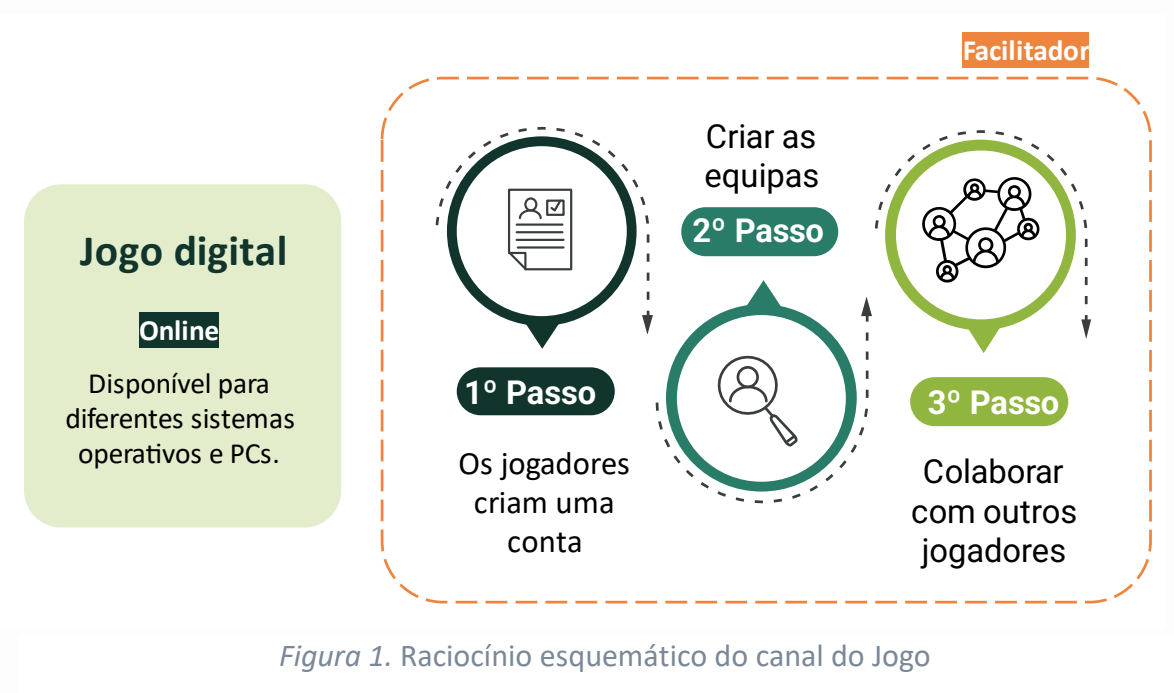 Facilitador
Jogo digital
Online
Disponível para
diferentes sistemas
operativos e PCs.
1º Passo
Os jogadores
criam uma
conta
Criar as
equipas
2º Passo
3º Passo
Colaborar
com outros
jogadores
Figura 1. Raciocínio esquemático do canal do Jogo